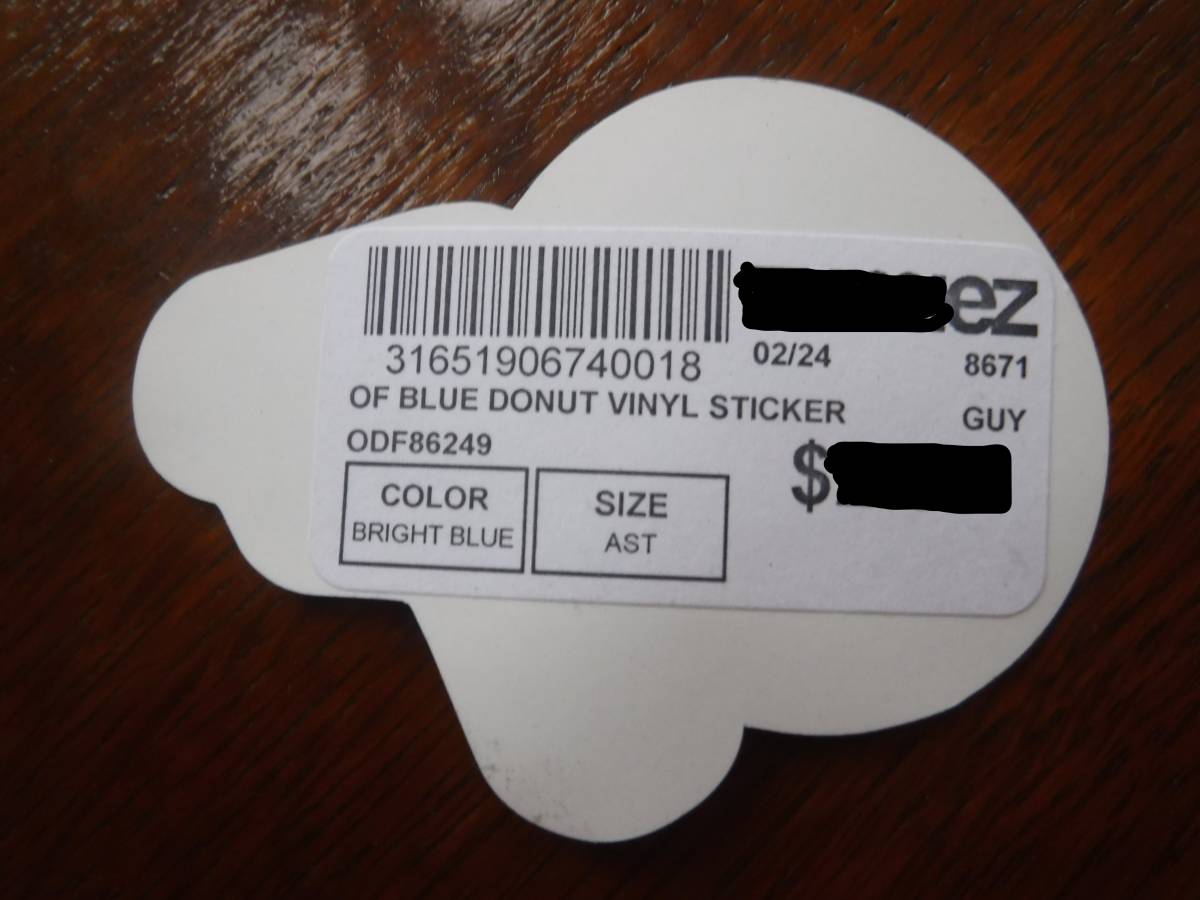 31651906740018
02/24
8671
OF BLUE DONUT VINYL STICKER
GUY
ODF86249
$
COLOR
BRIGHT BLUE
SIZE
AST